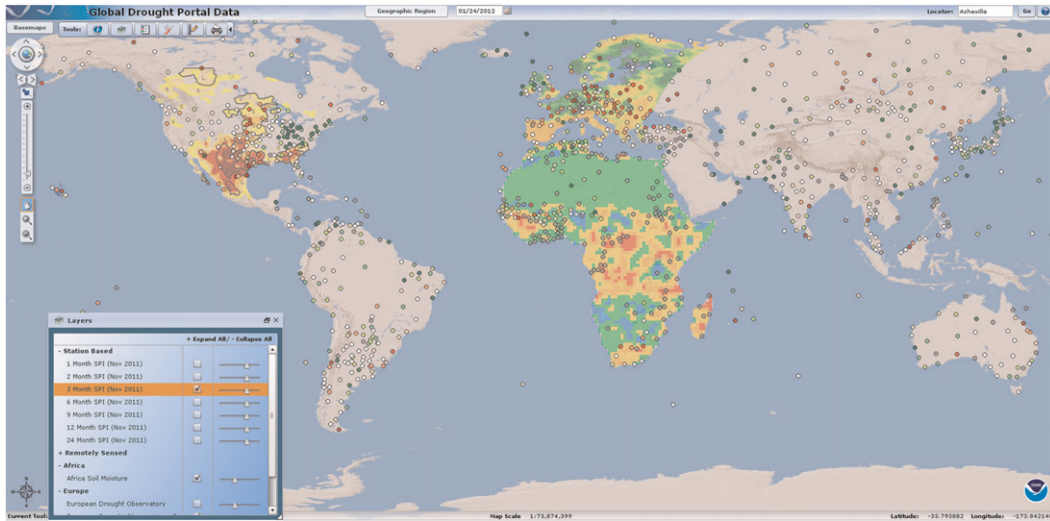 Global Drought Portal Data
Geographic Region
01/24/2012
Locator: Asheville
Go
Basemaps
Tools:
Layers
+ Expand All/ - Collapse All
- Station Based
1 Month SPI (Nov 2011)
2 Month SPI (Nov 2011)
3 Month SPI (Nov 2011)
6 Month SPI (Nov 2011)
9 Month SPI (Nov 2011)
12 Month SPI (Nov 2011)
24 Month SPI (Nov 2011)
+ Remotely Sensed
- Africa
Africa Soil Moisture
- Europe
European Drought Observatory
Current Tool:
Map Scale 1:73,874,399
Latitude: -33.793882 Longitude: -173.842140